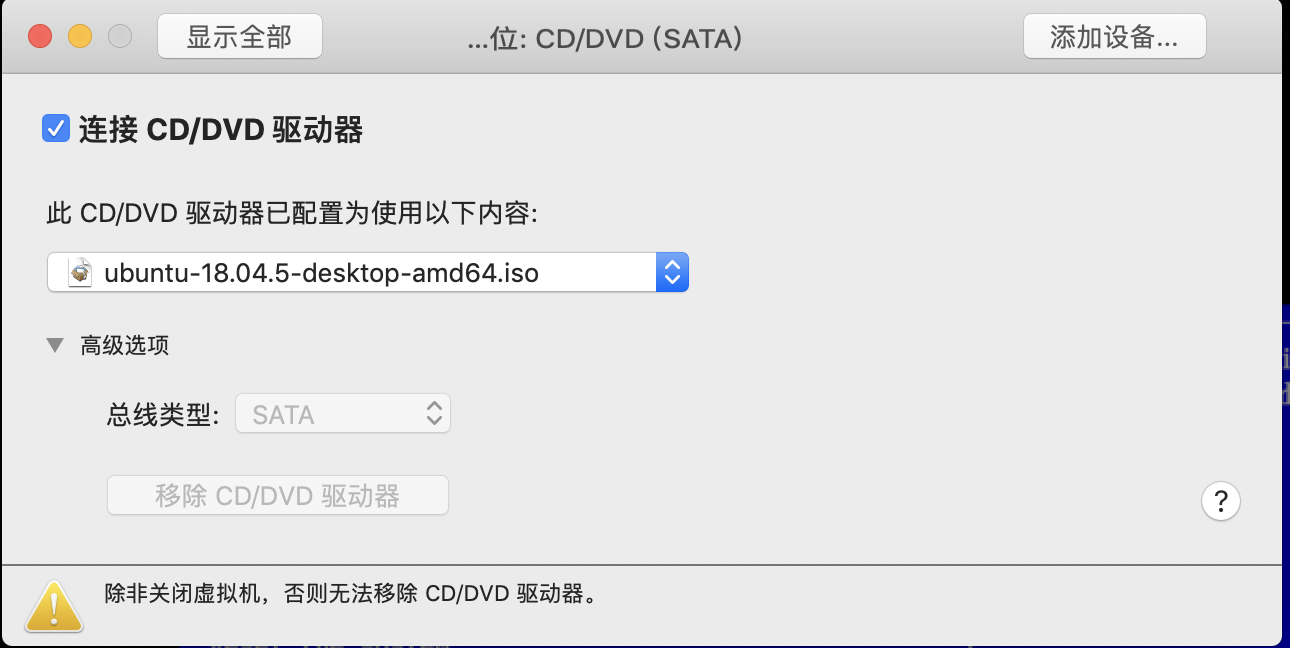 显示全部
...位: CD/DVD (SATA)
添加设备...
连接 CD/DVD 驱动器
此 CD/DVD 驱动器已配置为使用以下内容:
ubuntu-18.04.5-desktop-amd64.iso
高级选项
总线类型:
SATA
移除 CD/DVD 驱动器
?
除非关闭虚拟机，否则无法移除 CD/DVD 驱动器。